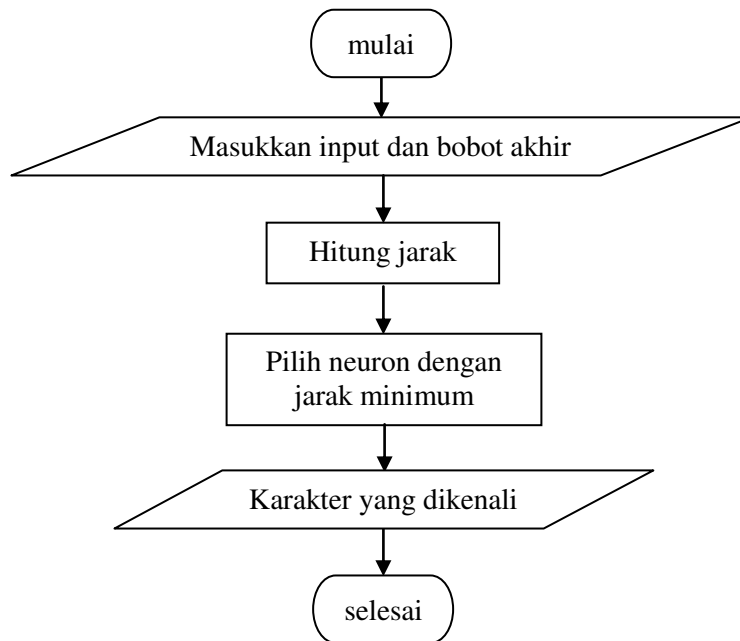 mulai
Masukkan input dan bobot akhir
Hitung jarak
Pilih neuron dengan
jarak minimum
Karakter yang dikenali
selesai